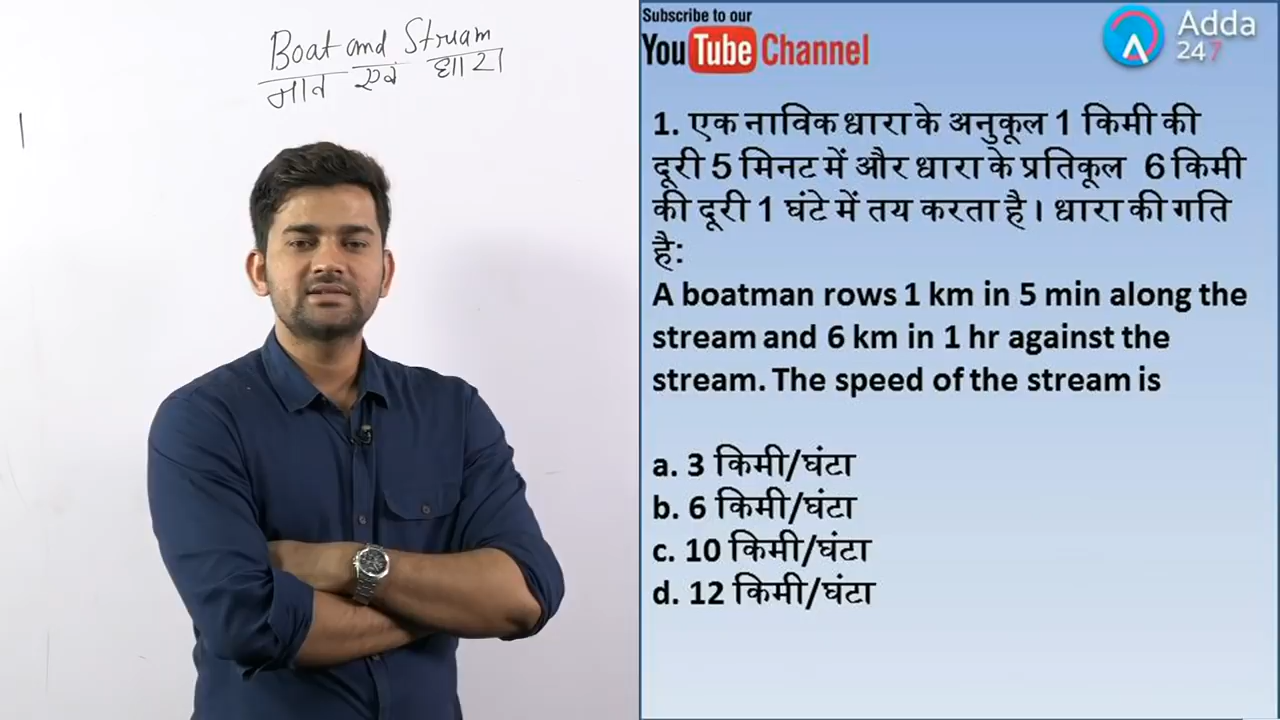 Boat and Stream
नाव एवं धारा
Subscribe to our
YouTube Channel
Adda
247
1. एक नाविक धारा के अनुकूल 1 किमी की
दूरी 5 मिनट में और धारा के प्रतिकूल 6 किमी
की दूरी 1 घंटे में तय करता है। धारा की गति
है:
A boatman rows 1 km in 5 min along the
stream and 6 km in 1 hr against the
stream. The speed of the stream is
a. 3 किमी/घंटा
b. 6 किमी/घंटा
c. 10 किमी/घंटा
d. 12 किमी/घंटा